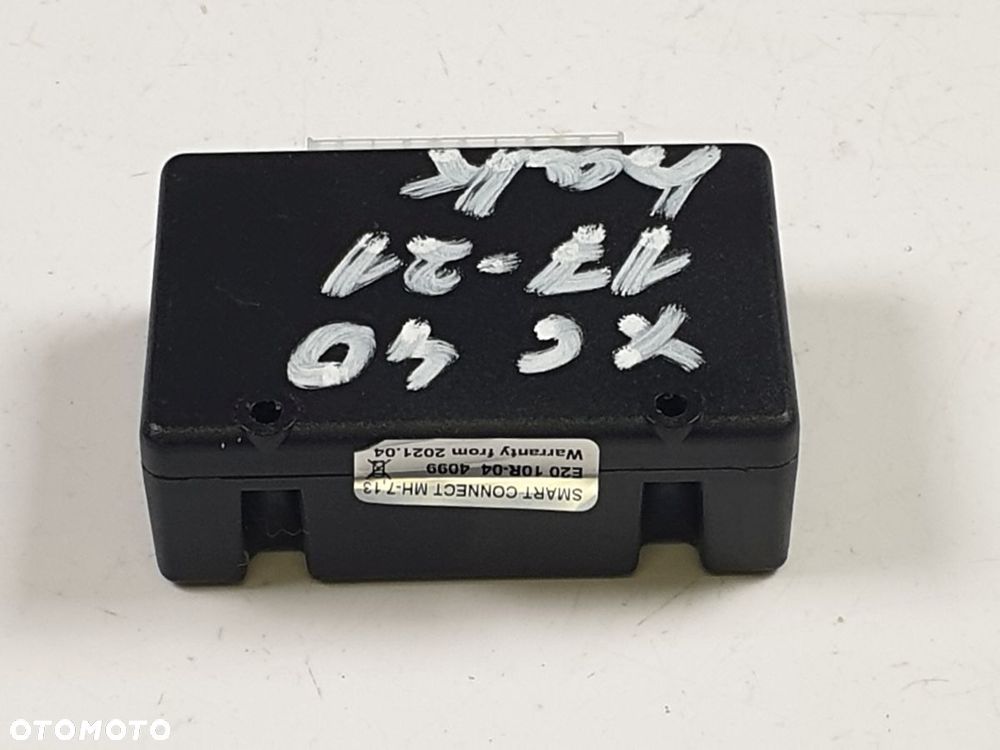 SMART CONNECT MH-7.13
E20 10R-04 4099
Warranty from 2021.04
XC 40
17-21
hak
OTOMOTO